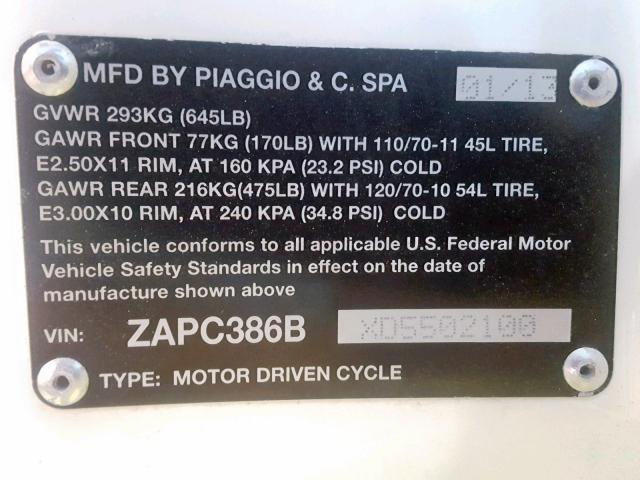 MFD BY PIAGGIO & C. SPA 01/13
GVWR 293KG (645LB)
GAWR FRONT 77KG (170LB) WITH 110/70-11 45L TIRE,
E2.50X11 RIM, AT 160 KPA (23.2 PSI) COLD
GAWR REAR 216KG(475LB) WITH 120/70-10 54L TIRE,
E3.00X10 RIM, AT 240 KPA (34.8 PSI) COLD
This vehicle conforms to all applicable U.S. Federal Motor
Vehicle Safety Standards in effect on the date of
manufacture shown above
VIN: ZAPC386B XD5502100
TYPE: MOTOR DRIVEN CYCLE